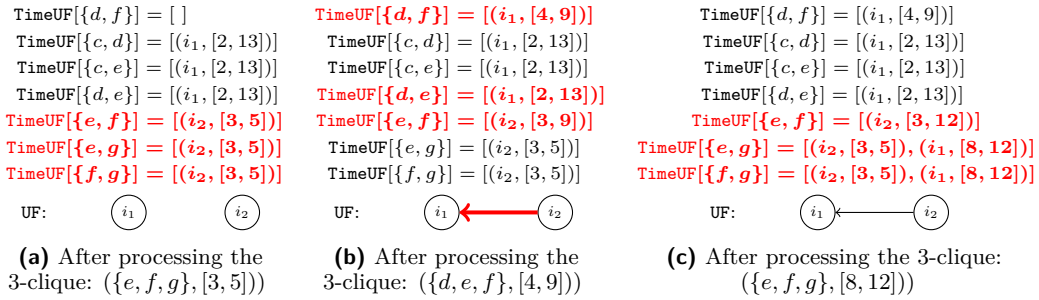 TimeUF[{d, f}] = [ ]
TimeUF[{c, d}] = [(i₁, [2, 13])]
TimeUF[{c, e}] = [(i₁, [2, 13])]
TimeUF[{d, e}] = [(i₁, [2, 13])]
TimeUF[{e, f}] = [(i₂, [3, 5])]
TimeUF[{e, g}] = [(i₂, [3, 5])]
TimeUF[{f, g}] = [(i₂, [3, 5])]
UF: i₁ i₂
(a) After processing the
3-clique: ({e, f, g}, [3, 5]))
TimeUF[{d, f}] = [(i₁, [4, 9])]
TimeUF[{c, d}] = [(i₁, [2, 13])]
TimeUF[{c, e}] = [(i₁, [2, 13])]
TimeUF[{d, e}] = [(i₁, [2, 13])]
TimeUF[{e, f}] = [(i₂, [3, 9])]
TimeUF[{e, g}] = [(i₂, [3, 5])]
TimeUF[{f, g}] = [(i₂, [3, 5])]
UF: i₁ i₂
(b) After processing the
3-clique: ({d, e, f}, [4, 9]))
TimeUF[{d, f}] = [(i₁, [4, 9])]
TimeUF[{c, d}] = [(i₁, [2, 13])]
TimeUF[{c, e}] = [(i₁, [2, 13])]
TimeUF[{d, e}] = [(i₁, [2, 13])]
TimeUF[{e, f}] = [(i₂, [3, 12])]
TimeUF[{e, g}] = [(i₂, [3, 5]), (i₁, [8, 12])]
TimeUF[{f, g}] = [(i₂, [3, 5]), (i₁, [8, 12])]
UF: i₁ i₂
(c) After processing the 3-clique:
({e, f, g}, [8, 12]))